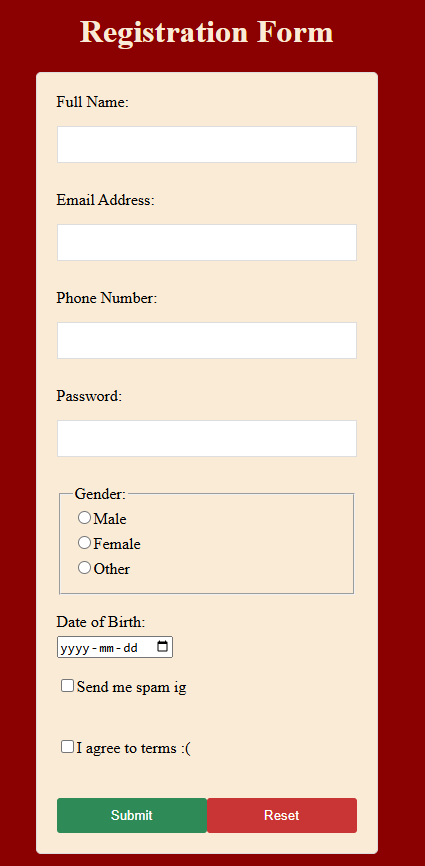 Registration Form
Full Name:
Email Address:
Phone Number:
Password:
Gender:
Male
Female
Other
Date of Birth:
yyyy-mm-dd
Send me spam ig
I agree to terms :(
Submit Reset